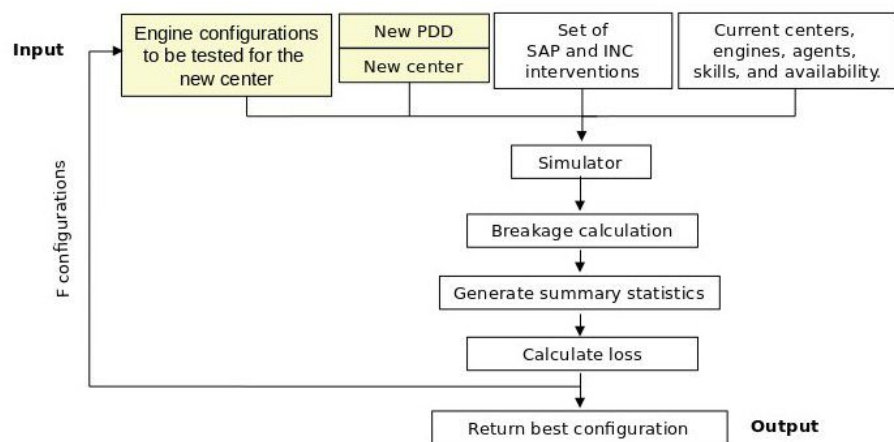 Input
Engine configurations
to be tested for the
new center
New PDD
New center
Set of
SAP and INC
interventions
Current centers,
engines, agents,
skills, and availability.
F configurations
Simulator
Breakage calculation
Generate summary statistics
Calculate loss
Return best configuration
Output